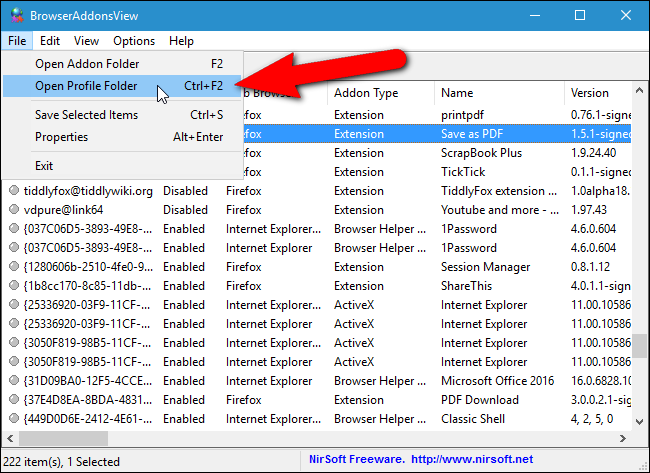 BrowserAddonsView
File Edit View Options Help
Open Addon Folder F2
Open Profile Folder Ctrl+F2
Save Selected Items Ctrl+S
Properties Alt+Enter
Exit
Addon Type Name Version
Extension printpdf 0.76.1-signe
Extension Save as PDF 1.5.1-signed
Extension ScrapBook Plus 1.9.24.40
Extension TickTick 0.1.1-signed
tiddlyfox@tiddlywiki.org Disabled Firefox Extension TiddlyFox extension ... 1.0alpha18.
vdpure@link64 Disabled Firefox Extension Youtube and more - ... 1.97.43
{037C06D5-3893-49E8-... Enabled Internet Explorer... Browser Helper ... 1Password 4.6.0.604
{037C06D5-3893-49E8-... Enabled Internet Explorer Browser Helper ... 1Password 4.6.0.604
{1280606b-2510-4fe0-9... Enabled Firefox Extension Session Manager 0.8.1.12
{1b8cc170-8c85-11db-... Enabled Firefox Extension ShareThis 4.0.1.1-sign
{25336920-03F9-11CF-... Enabled Internet Explorer... ActiveX Internet Explorer 11.00.10586
{25336920-03F9-11CF-... Enabled Internet Explorer ActiveX Internet Explorer 11.00.10586
{3050F819-98B5-11CF-... Enabled Internet Explorer... ActiveX Internet Explorer 11.00.10586
{3050F819-98B5-11CF-... Enabled Internet Explorer ActiveX Internet Explorer 11.00.10586
{31D09BA0-12F5-4CCE... Enabled Internet Explorer Browser Helper ... Microsoft Office 2016 16.0.6828.10
{37E4D8EA-8BDA-4831... Enabled Firefox Extension PDF Download 3.0.0.2.1-sig
{449D0D6E-2412-4E61-... Enabled Internet Explorer... Browser Helper ... Classic Shell 4, 2, 5, 0
222 item(s), 1 Selected NirSoft Freeware. http://www.nirsoft.net